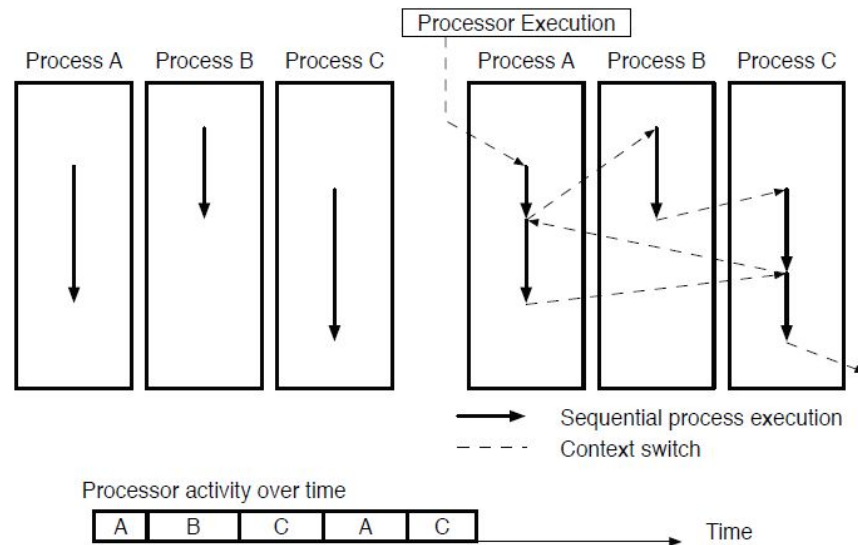 Processor Execution
Process A Process B Process C Process A Process B Process C
Sequential process execution
Context switch
Processor activity over time
A B C A C Time